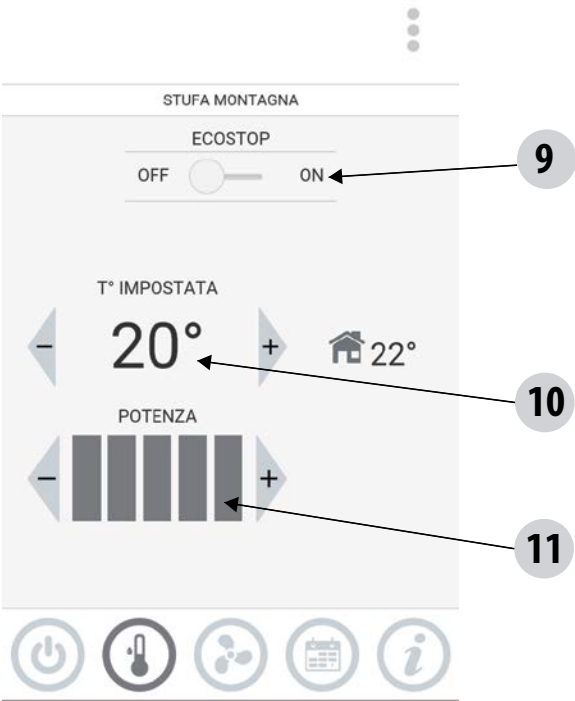 STUFA MONTAGNA
ECOSTOP
OFF ON
9
T° IMPOSTATA
- 20° + 22°
10
POTENZA
- +
11
i